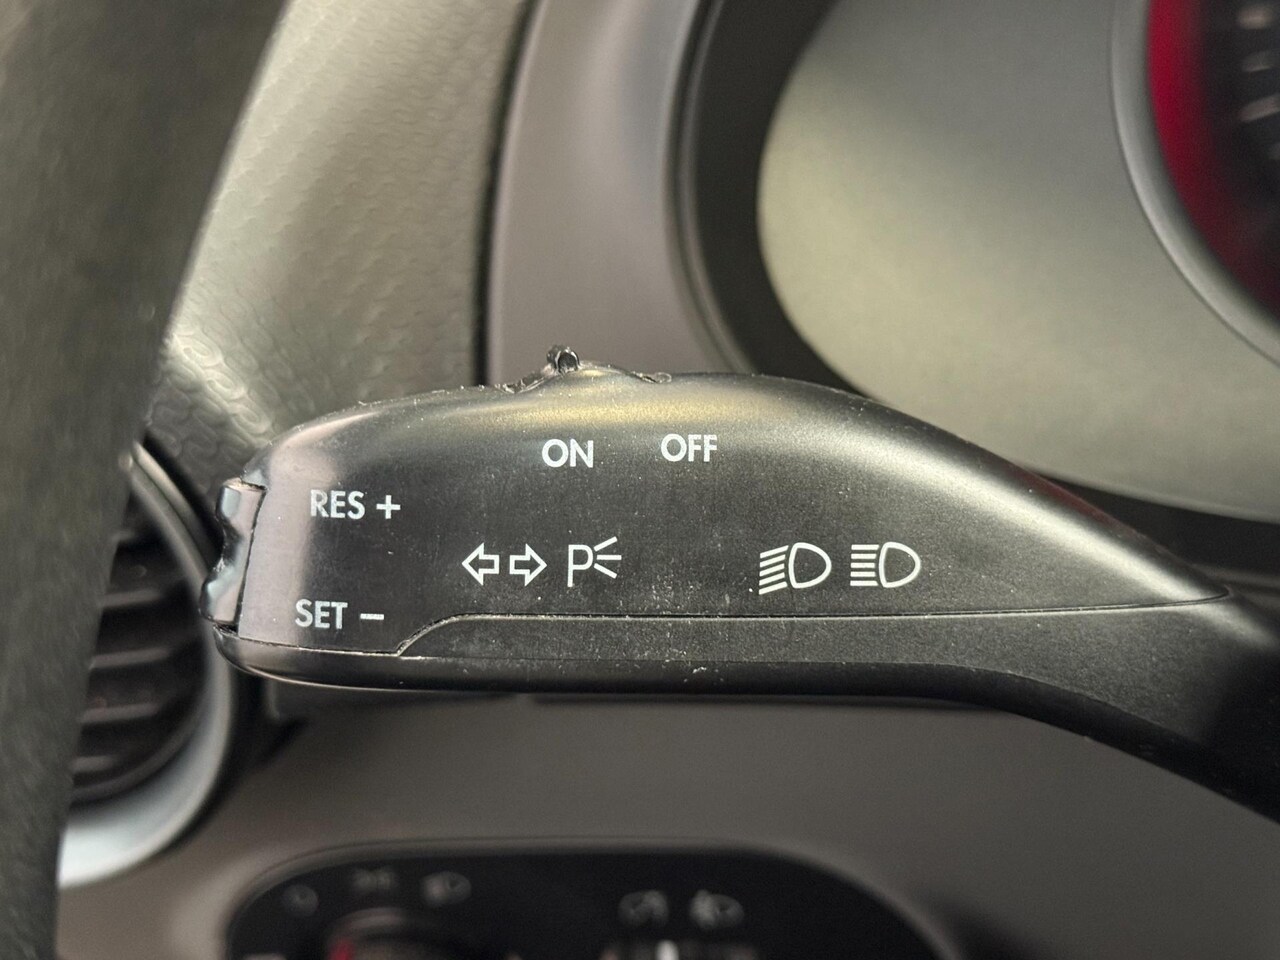 ON OFF
RES +
P
SET −